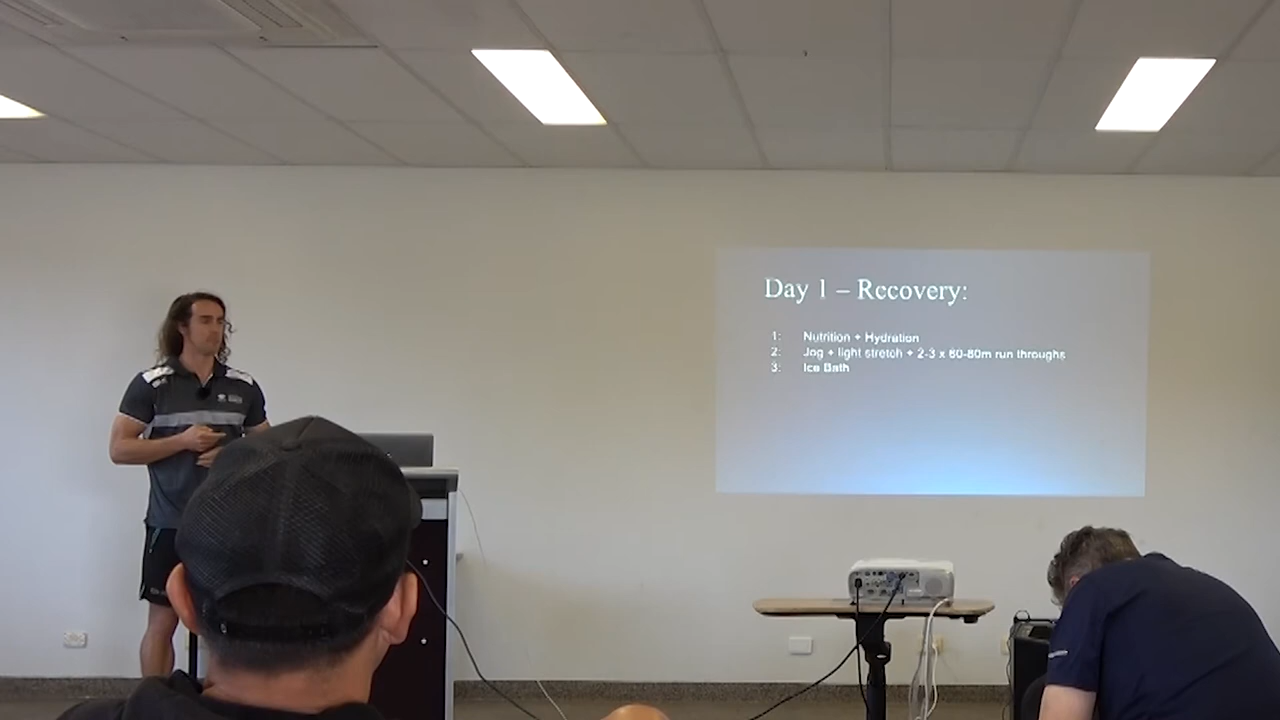 Day 1 – Recovery:
1: Nutrition + Hydration
2: Jog + light stretch + 2-3 x 60-80m run throughs
3: Ice Bath